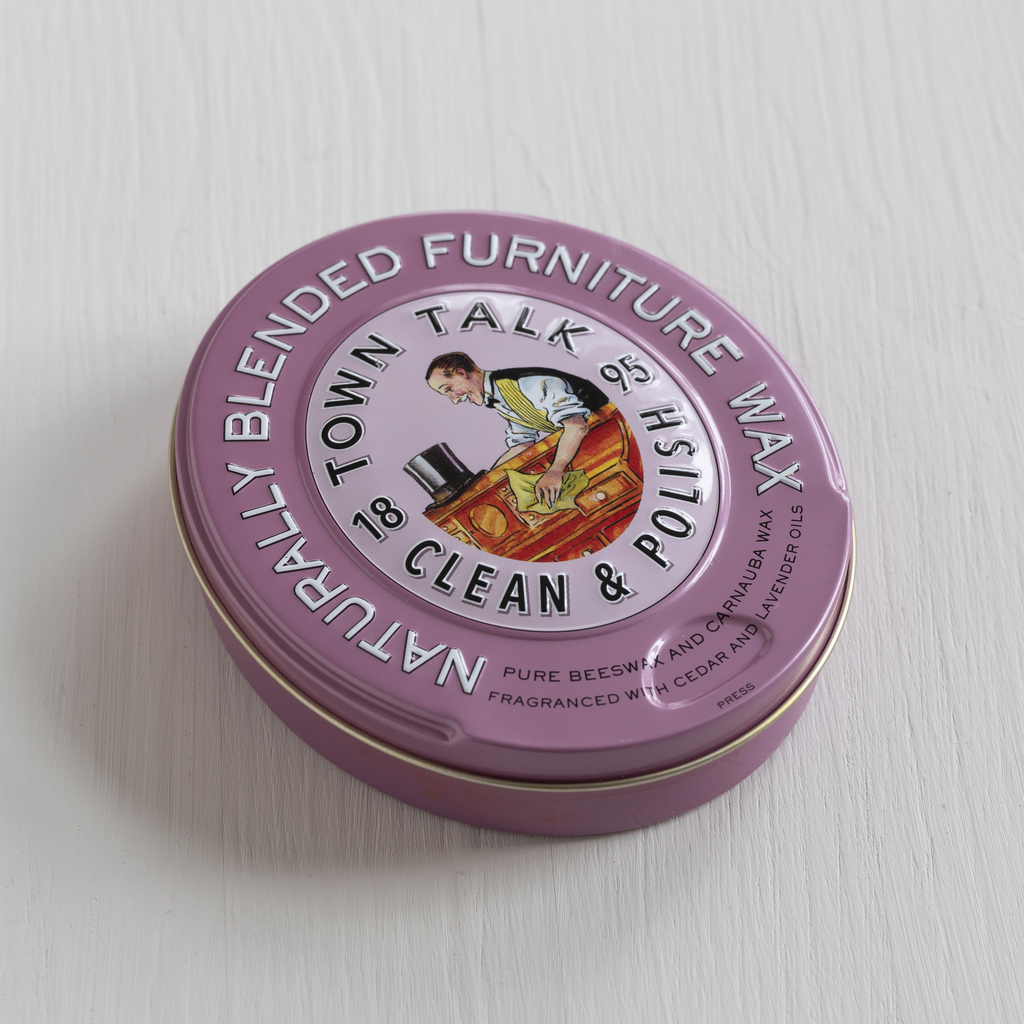 NATURALLY BLENDED FURNITURE WAX
TOWN TALK
18 95
CLEAN & POLISH
PURE BEESWAX AND CARNAUBA WAX
FRAGRANCED WITH CEDAR AND LAVENDER OILS
PRESS